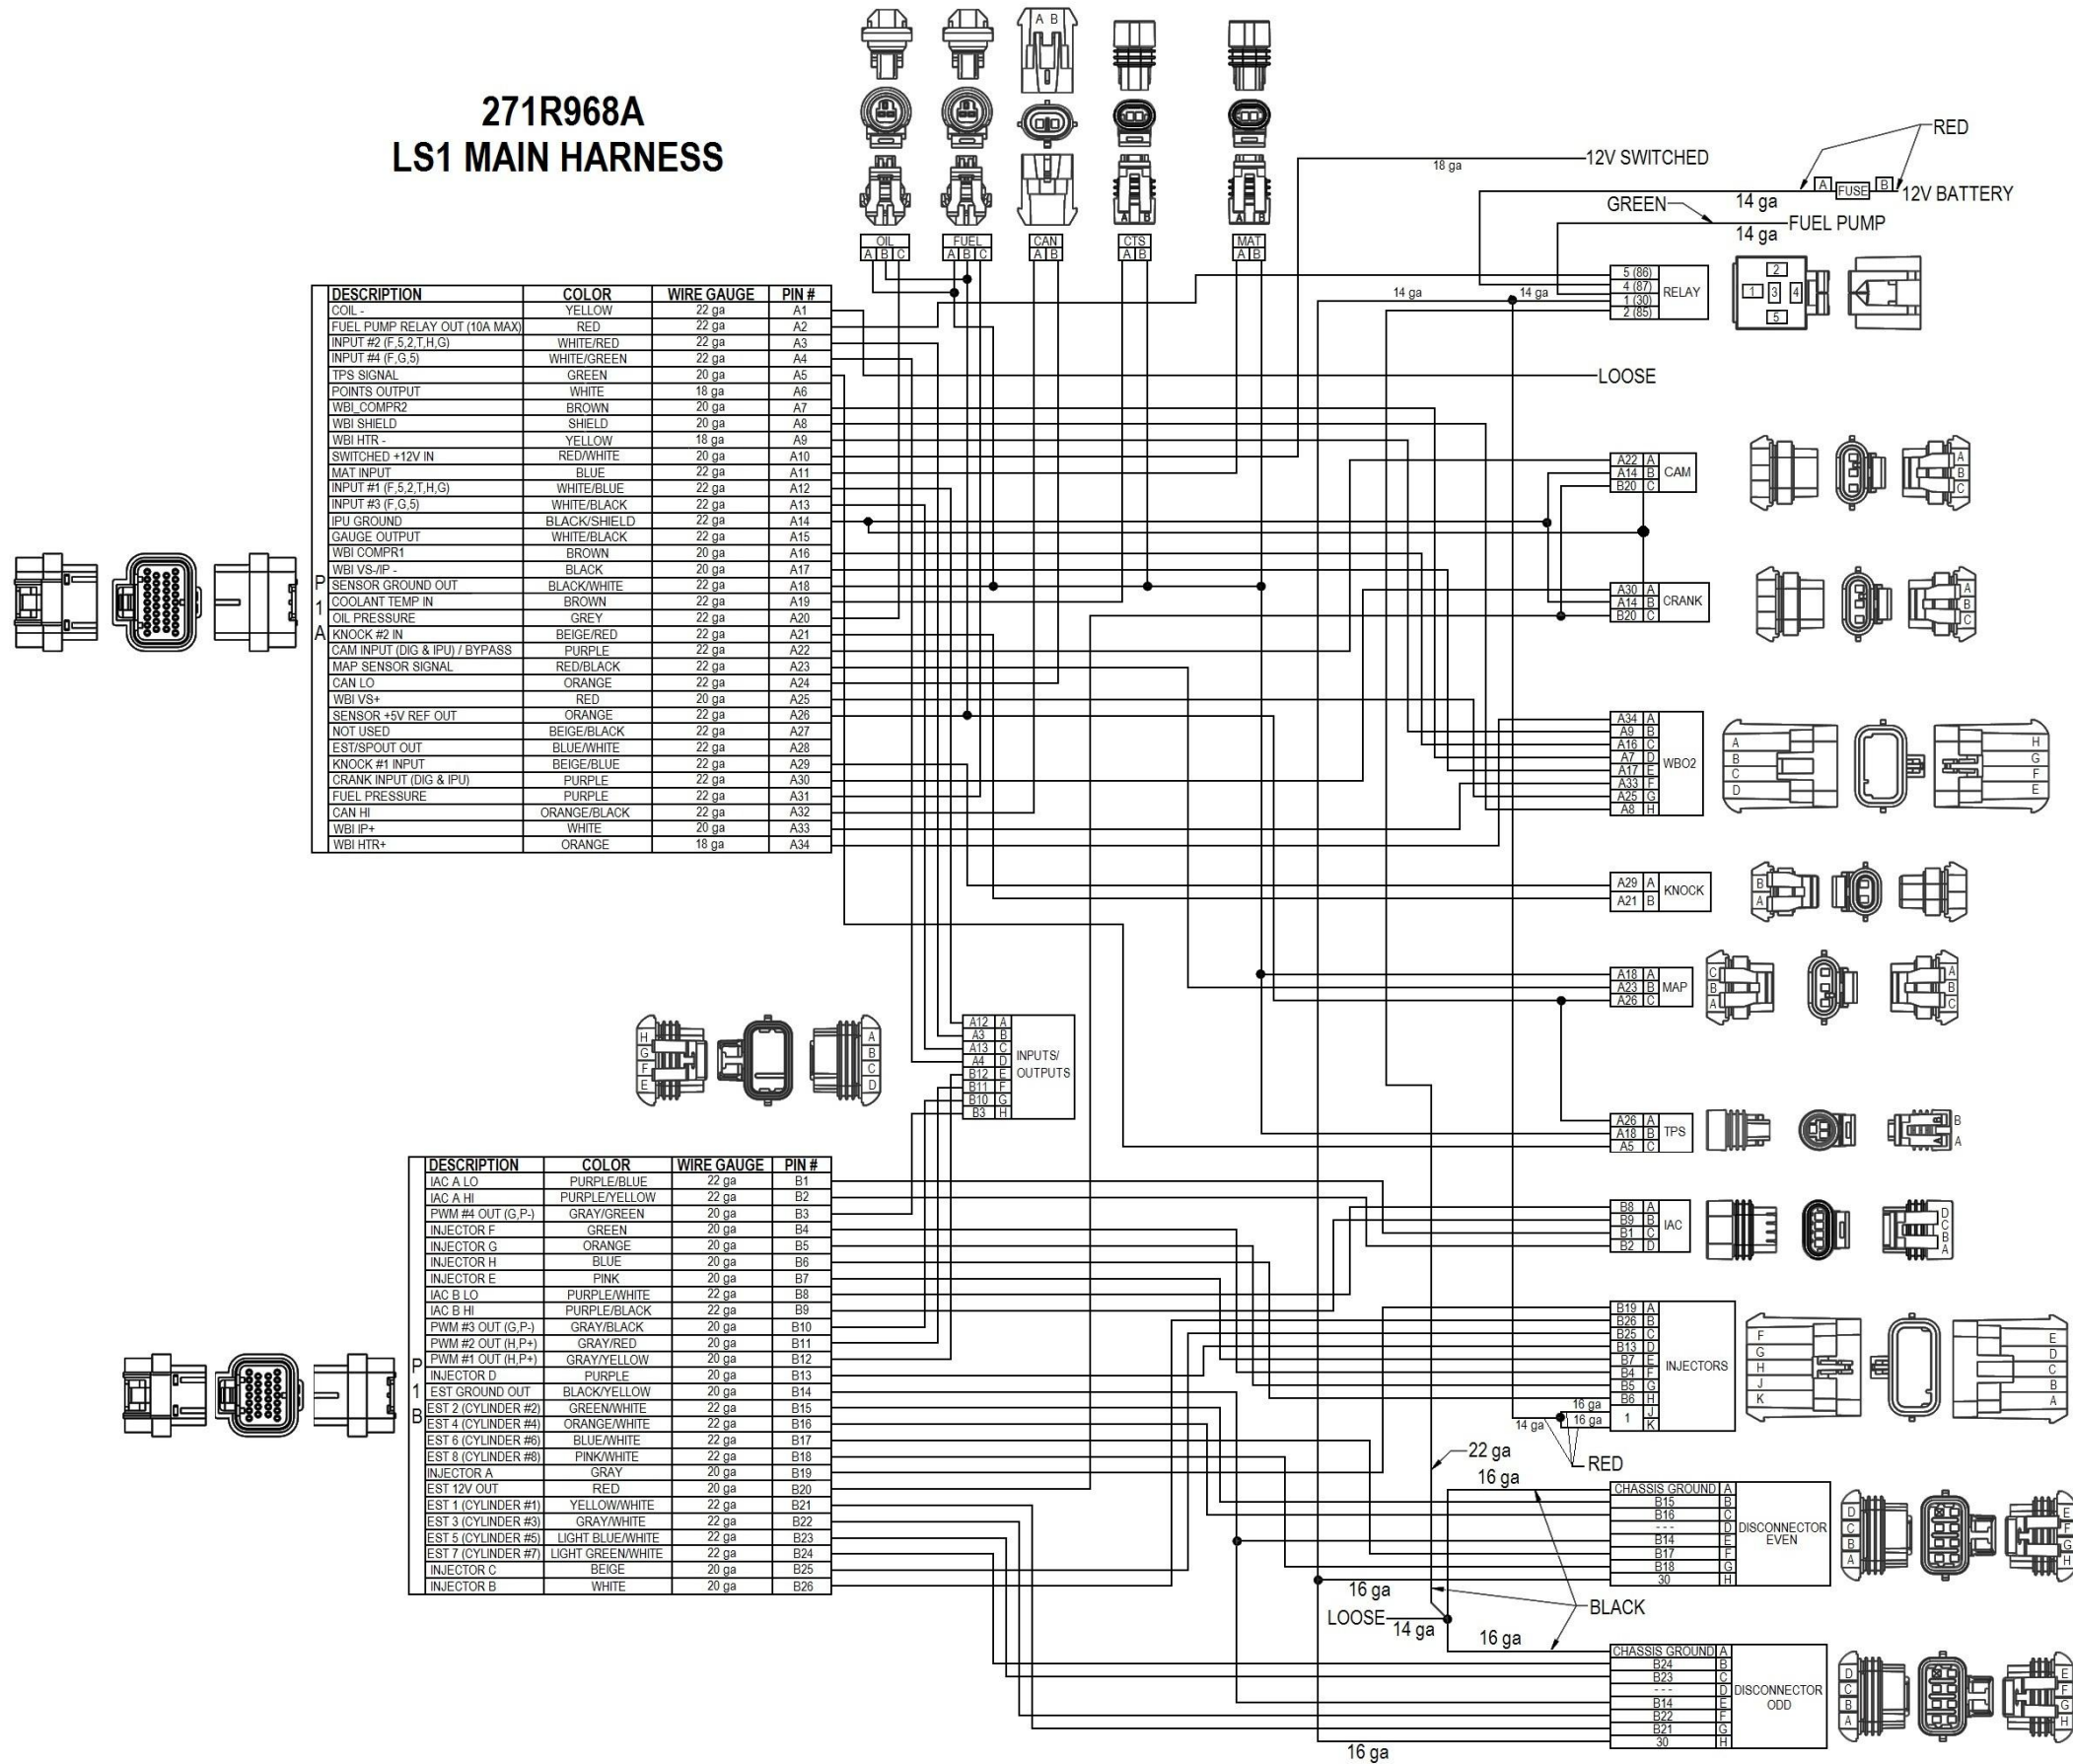 271R968A
LS1 MAIN HARNESS
A B
OIL
A B C
FUEL
A B C
CAN
A B
CTS
A B
MAT
A B
A B
A B
18 ga
12V SWITCHED
RED
A FUSE B
12V BATTERY
14 ga
GREEN
FUEL PUMP
14 ga
14 ga
14 ga
5 (86)
4 (87)
1 (30)
2 (85)
RELAY
2
1 3 4
5
LOOSE
P1A
DESCRIPTION COLOR WIRE GAUGE PIN #
COIL - YELLOW 22 ga A1
FUEL PUMP RELAY OUT (10A MAX) RED 22 ga A2
INPUT #2 (F,5,2,T,H,G) WHITE/RED 22 ga A3
INPUT #4 (F,G,5) WHITE/GREEN 22 ga A4
TPS SIGNAL GREEN 20 ga A5
POINTS OUTPUT WHITE 18 ga A6
WBI_COMPR2 BROWN 20 ga A7
WBI SHIELD SHIELD 20 ga A8
WBI HTR - YELLOW 18 ga A9
SWITCHED +12V IN RED/WHITE 20 ga A10
MAT INPUT BLUE 22 ga A11
INPUT #1 (F,5,2,T,H,G) WHITE/BLUE 22 ga A12
INPUT #3 (F,G,5) WHITE/BLACK 22 ga A13
IPU GROUND BLACK/SHIELD 22 ga A14
GAUGE OUTPUT WHITE/BLACK 22 ga A15
WBI COMPR1 BROWN 20 ga A16
WBI VS-/IP - BLACK 20 ga A17
SENSOR GROUND OUT BLACK/WHITE 22 ga A18
COOLANT TEMP IN BROWN 22 ga A19
OIL PRESSURE GREY 22 ga A20
KNOCK #2 IN BEIGE/RED 22 ga A21
CAM INPUT (DIG & IPU) / BYPASS PURPLE 22 ga A22
MAP SENSOR SIGNAL RED/BLACK 22 ga A23
CAN LO ORANGE 22 ga A24
WBI VS+ RED 20 ga A25
SENSOR +5V REF OUT ORANGE 22 ga A26
NOT USED BEIGE/BLACK 22 ga A27
EST/SPOUT OUT BLUE/WHITE 22 ga A28
KNOCK #1 INPUT BEIGE/BLUE 22 ga A29
CRANK INPUT (DIG & IPU) PURPLE 22 ga A30
FUEL PRESSURE PURPLE 22 ga A31
CAN HI ORANGE/BLACK 22 ga A32
WBI IP+ WHITE 20 ga A33
WBI HTR+ ORANGE 18 ga A34
A22 A
A14 B
B20 C
CAM
A
B
C
A30 A
A14 B
B20 C
CRANK
A
B
C
A34 A
A9 B
A16 C
A7 D
A17 E
A33 F
A25 G
A8 H
WBO2
A
B
C
D
H
G
F
E
A29 A
A21 B
KNOCK
B
A
A18 A
A23 B
A26 C
MAP
C
B
A
A
B
C
H
G
F
E
A
B
C
D
A12 A
A3 B
A13 C
A4 D
B12 E
B11 F
B10 G
B3 H
INPUTS/
OUTPUTS
A26 A
A18 B
A5 C
TPS
B
A
B8 A
B9 B
B1 C
B2 D
IAC
D
C
B
A
P1B
DESCRIPTION COLOR WIRE GAUGE PIN #
IAC A LO PURPLE/BLUE 22 ga B1
IAC A HI PURPLE/YELLOW 22 ga B2
PWM #4 OUT (G,P-) GRAY/GREEN 20 ga B3
INJECTOR F GREEN 20 ga B4
INJECTOR G ORANGE 20 ga B5
INJECTOR H BLUE 20 ga B6
INJECTOR E PINK 20 ga B7
IAC B LO PURPLE/WHITE 22 ga B8
IAC B HI PURPLE/BLACK 22 ga B9
PWM #3 OUT (G,P-) GRAY/BLACK 20 ga B10
PWM #2 OUT (H,P+) GRAY/RED 20 ga B11
PWM #1 OUT (H,P+) GRAY/YELLOW 20 ga B12
INJECTOR D PURPLE 20 ga B13
EST GROUND OUT BLACK/YELLOW 20 ga B14
EST 2 (CYLINDER #2) GREEN/WHITE 22 ga B15
EST 4 (CYLINDER #4) ORANGE/WHITE 22 ga B16
EST 6 (CYLINDER #6) BLUE/WHITE 22 ga B17
EST 8 (CYLINDER #8) PINK/WHITE 22 ga B18
INJECTOR A GRAY 20 ga B19
EST 12V OUT RED 20 ga B20
EST 1 (CYLINDER #1) YELLOW/WHITE 22 ga B21
EST 3 (CYLINDER #3) GRAY/WHITE 22 ga B22
EST 5 (CYLINDER #5) LIGHT BLUE/WHITE 22 ga B23
EST 7 (CYLINDER #7) LIGHT GREEN/WHITE 22 ga B24
INJECTOR C BEIGE 20 ga B25
INJECTOR B WHITE 20 ga B26
B19 A
B26 B
B25 C
B13 D
B7 E
B4 F
B5 G
B6 H
1 J
K
INJECTORS
16 ga
16 ga
14 ga
RED
F
G
H
J
K
E
D
C
B
A
22 ga
16 ga
CHASSIS GROUND A
B15 B
B16 C
--- D
B14 E
B17 F
B18 G
30 H
DISCONNECTOR
EVEN
D
C
B
A
E
F
G
H
16 ga
BLACK
LOOSE
14 ga
16 ga
CHASSIS GROUND A
B24 B
B23 C
--- D
B14 E
B22 F
B21 G
30 H
DISCONNECTOR
ODD
D
C
B
A
E
F
G
H
16 ga